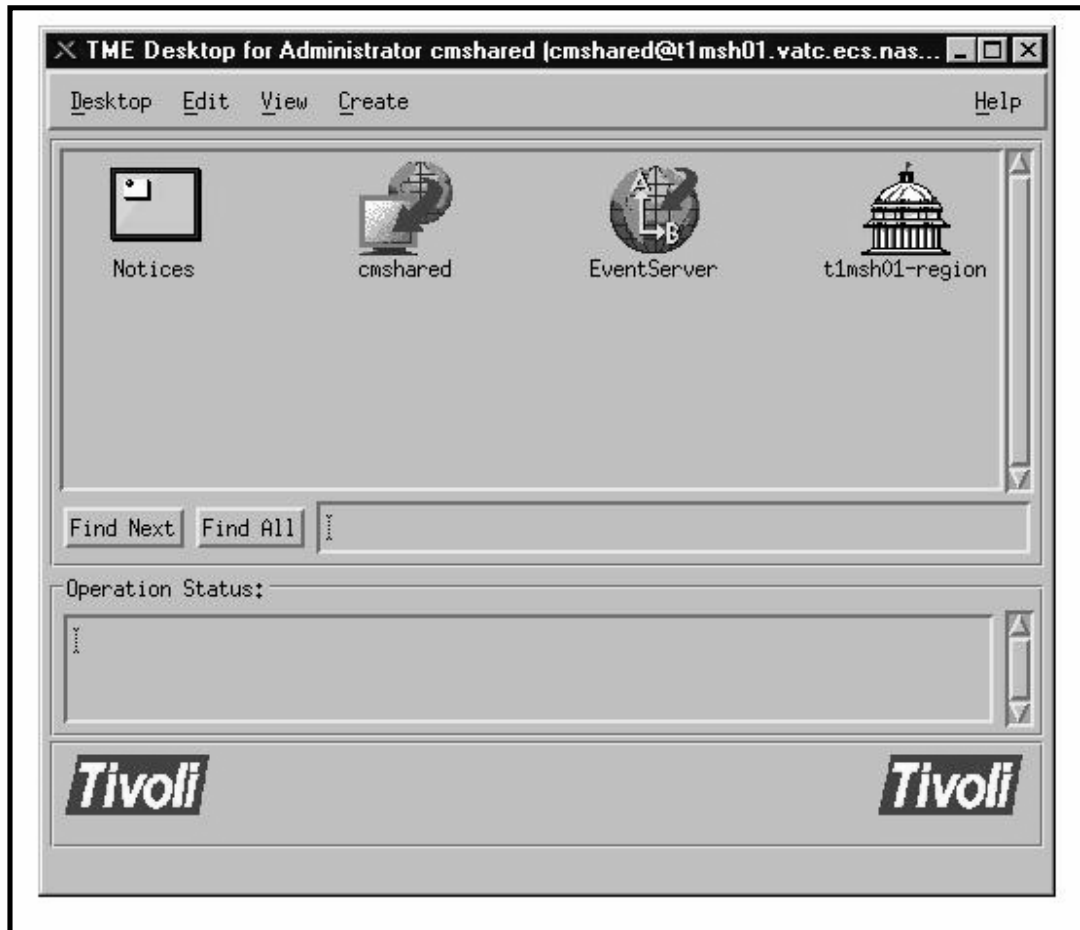 TME Desktop for Administrator cmshared (cmshared@t1msh01.vatc.ecs.nas...
Desktop Edit View Create Help
Notices cmshared EventServer t1msh01-region
A
B
Find Next Find All
Operation Status:
Tivoli Tivoli